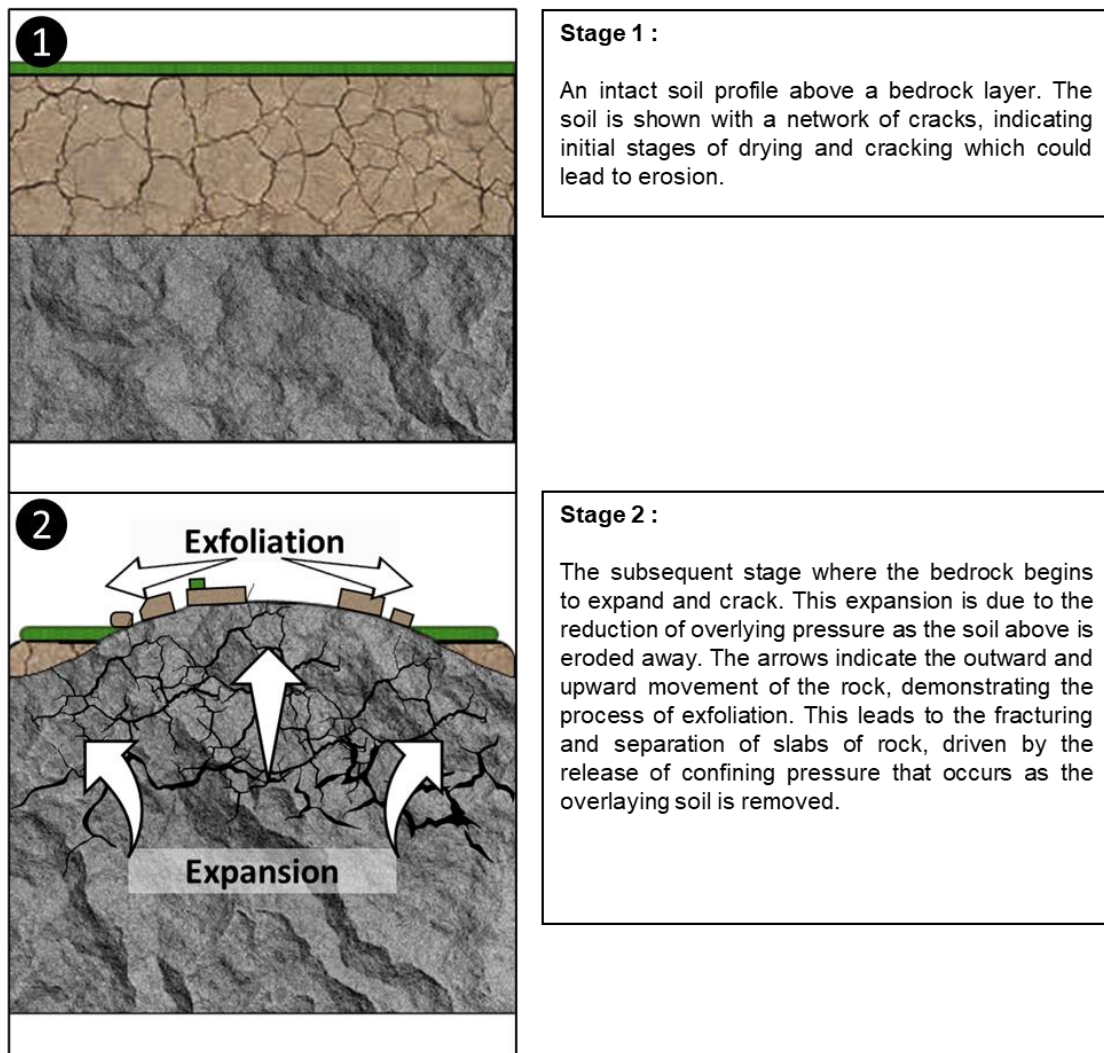 1
Stage 1 :
An intact soil profile above a bedrock layer. The
soil is shown with a network of cracks, indicating
initial stages of drying and cracking which could
lead to erosion.
2
Exfoliation
Expansion
Stage 2 :
The subsequent stage where the bedrock begins
to expand and crack. This expansion is due to the
reduction of overlying pressure as the soil above is
eroded away. The arrows indicate the outward and
upward movement of the rock, demonstrating the
process of exfoliation. This leads to the fracturing
and separation of slabs of rock, driven by the
release of confining pressure that occurs as the
overlaying soil is removed.